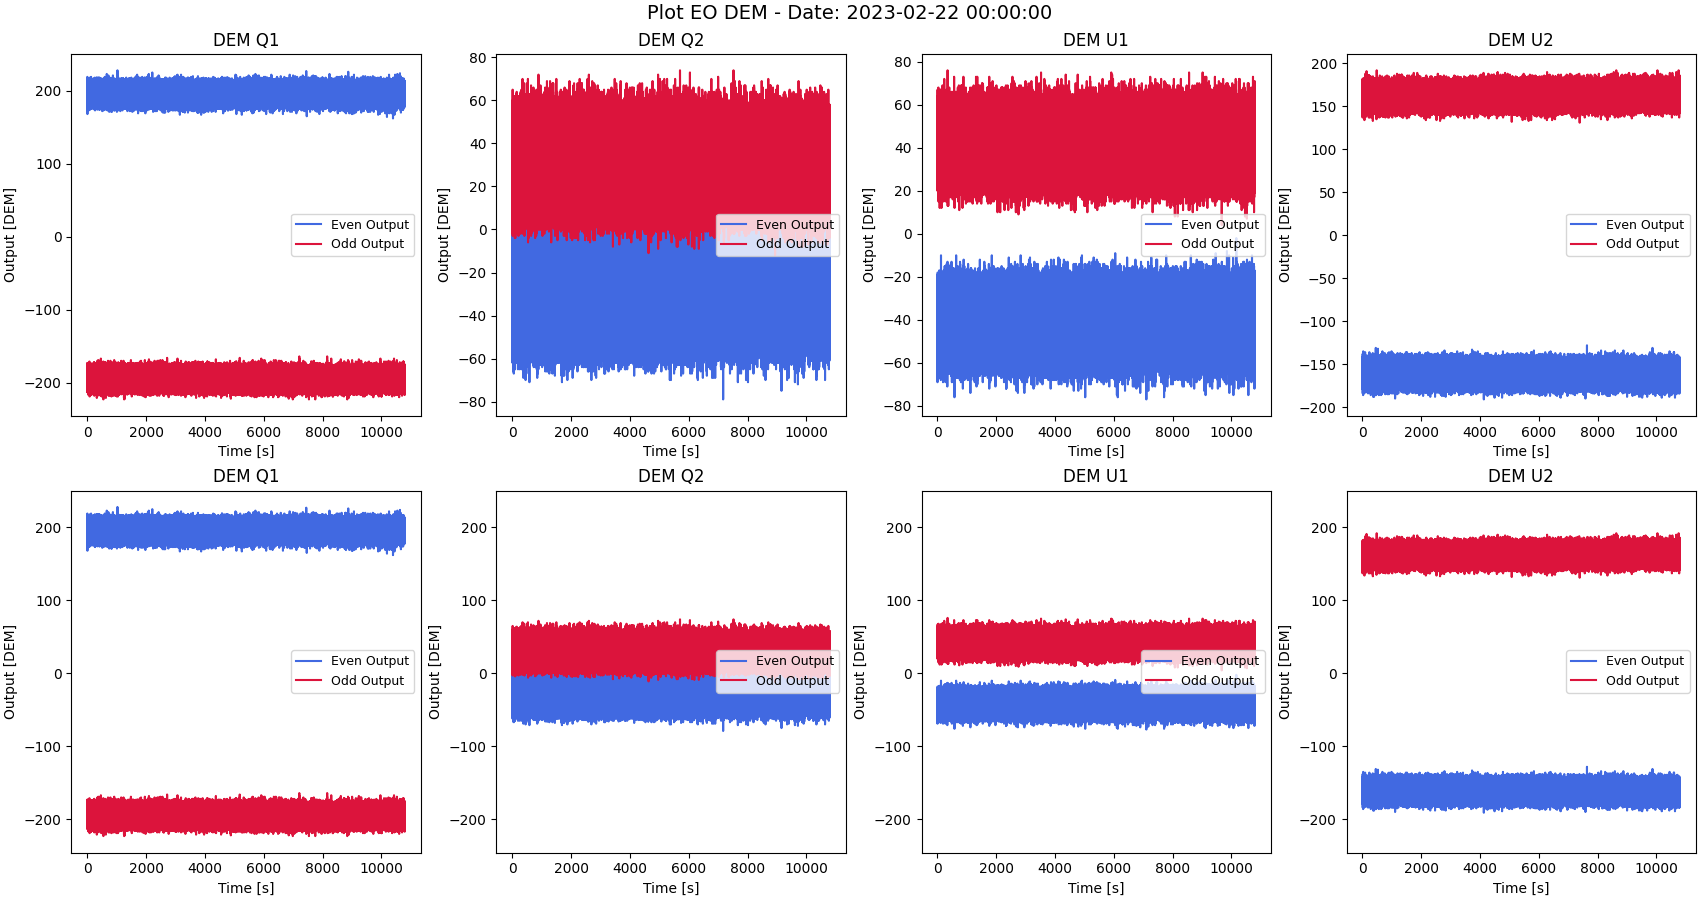 Plot EO DEM - Date: 2023-02-22 00:00:00
DEM Q1
200
100
0
−100
−200
Output [DEM]
Even Output
Odd Output
0 2000 4000 6000 8000 10000
Time [s]
DEM Q2
80
60
40
20
0
−20
−40
−60
−80
Output [DEM]
Even Output
Odd Output
0 2000 4000 6000 8000 10000
Time [s]
DEM U1
80
60
40
20
0
−20
−40
−60
−80
Output [DEM]
Even Output
Odd Output
0 2000 4000 6000 8000 10000
Time [s]
DEM U2
200
150
100
50
0
−50
−100
−150
−200
Output [DEM]
Even Output
Odd Output
0 2000 4000 6000 8000 10000
Time [s]
DEM Q1
200
100
0
−100
−200
Output [DEM]
Even Output
Odd Output
0 2000 4000 6000 8000 10000
Time [s]
DEM Q2
200
100
0
−100
−200
Output [DEM]
Even Output
Odd Output
0 2000 4000 6000 8000 10000
Time [s]
DEM U1
200
100
0
−100
−200
Output [DEM]
Even Output
Odd Output
0 2000 4000 6000 8000 10000
Time [s]
DEM U2
200
100
0
−100
−200
Output [DEM]
Even Output
Odd Output
0 2000 4000 6000 8000 10000
Time [s]